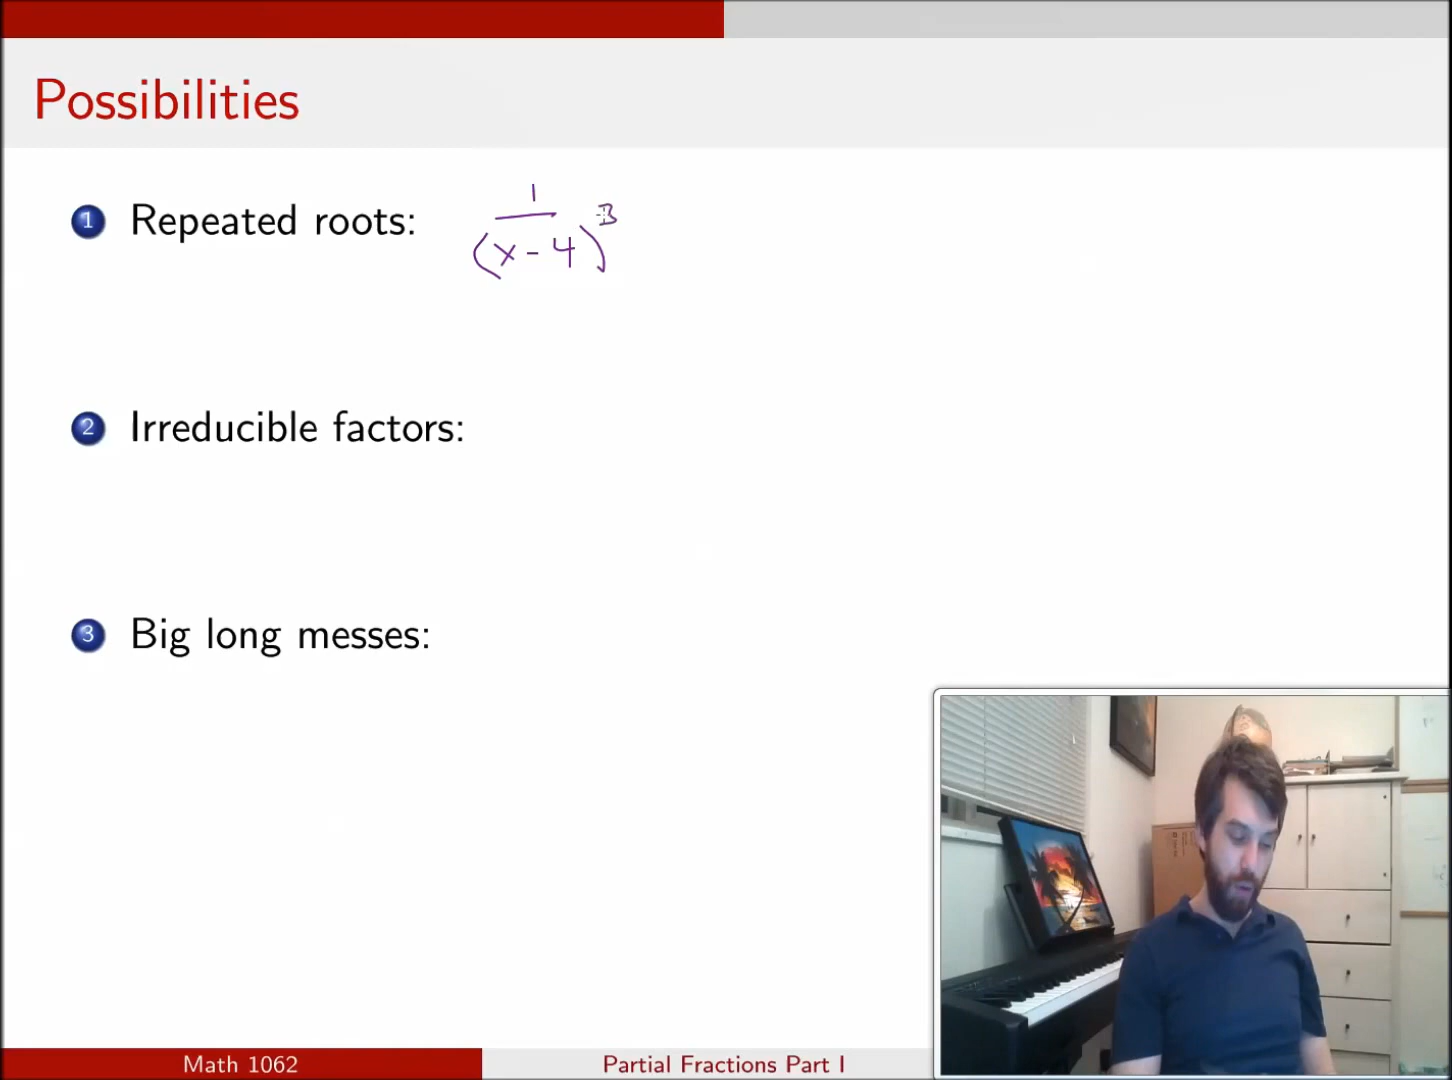 Possibilities
1 Repeated roots: 1
(x - 4)^3
2 Irreducible factors:
3 Big long messes:
Math 1062 Partial Fractions Part I